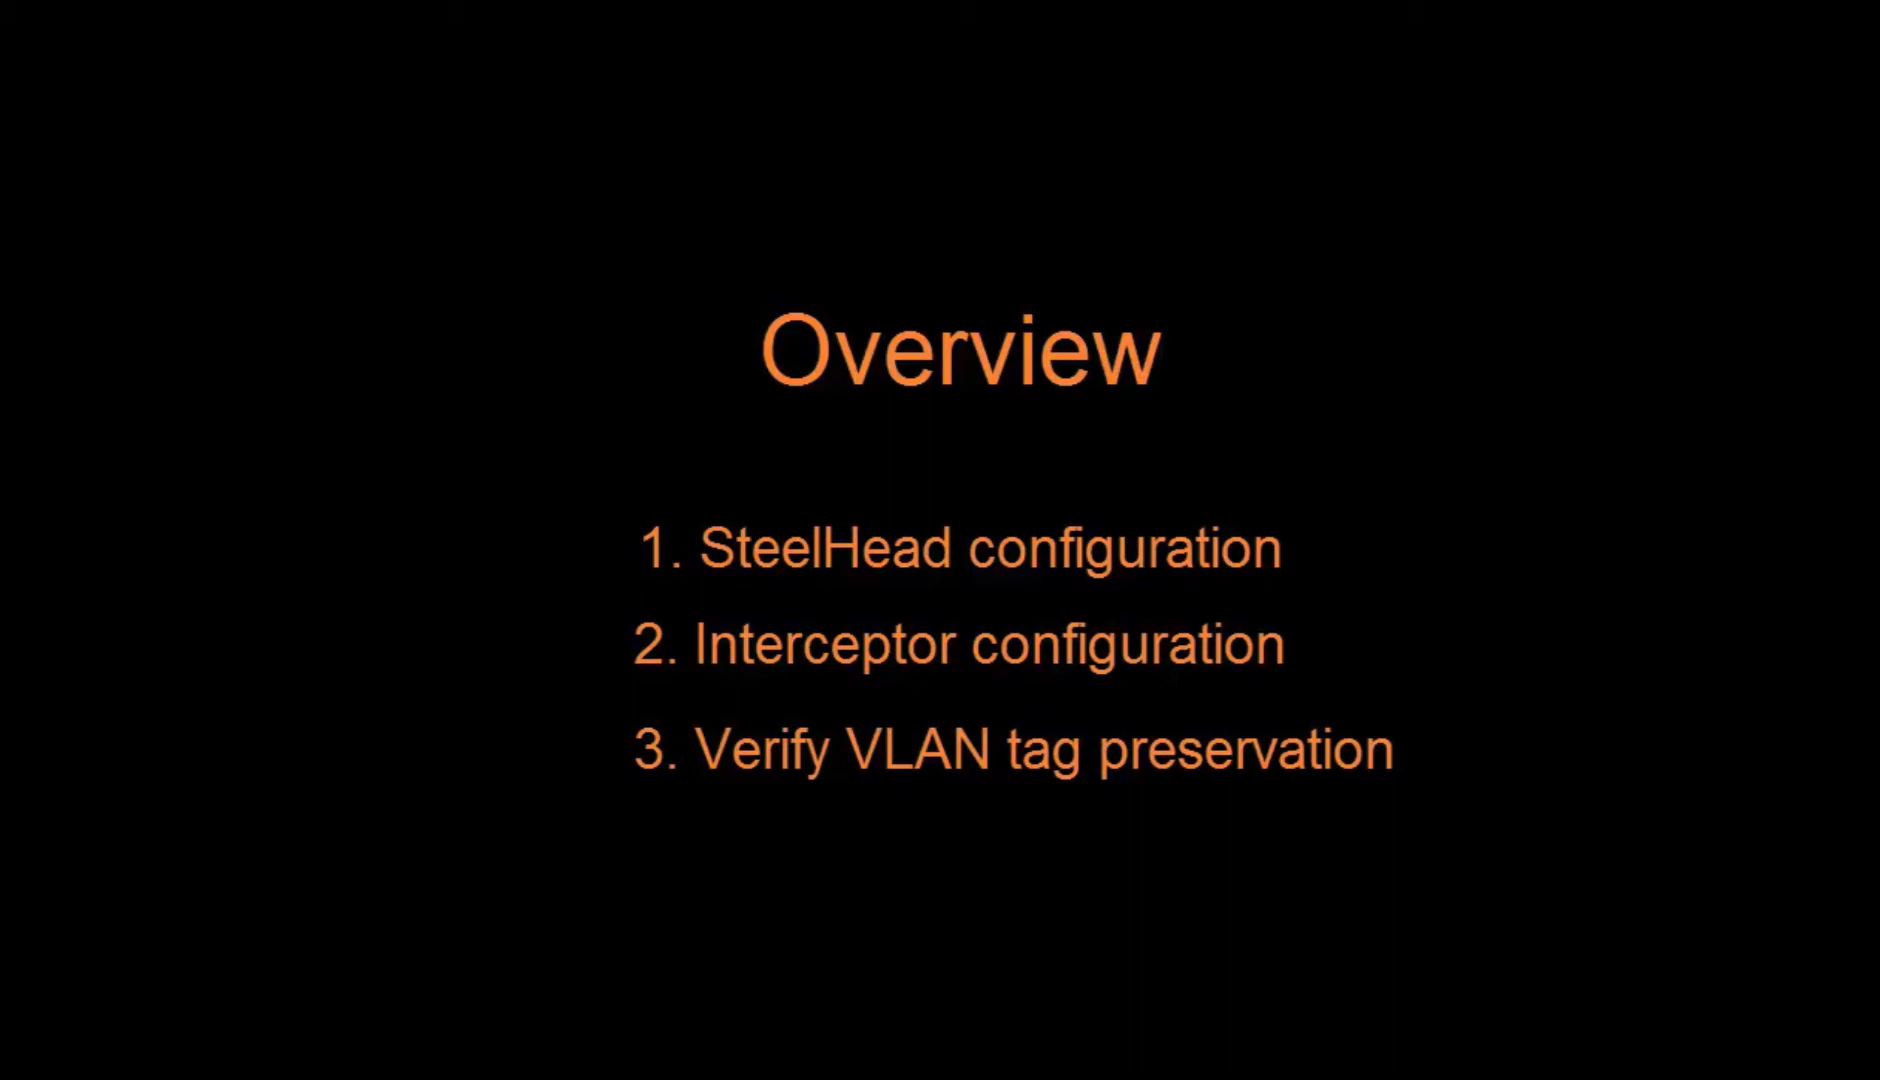 Overview
1. SteelHead configuration
2. Interceptor configuration
3. Verify VLAN tag preservation